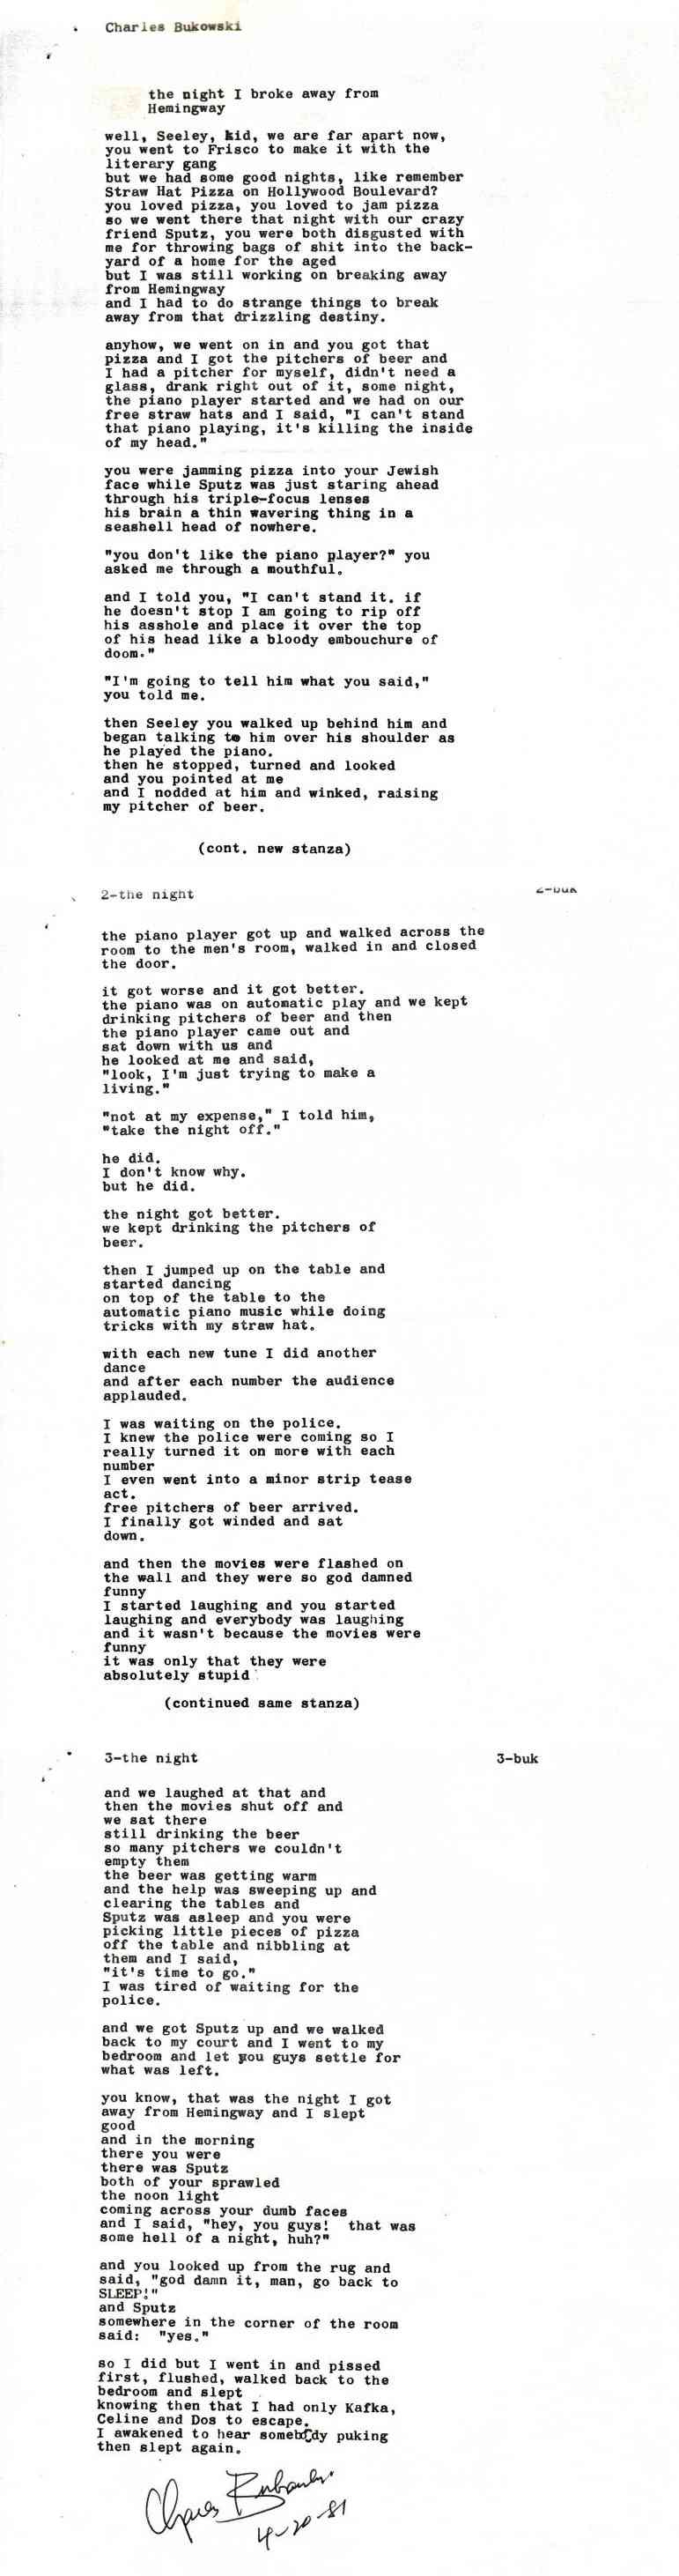 Charles Bukowski
the night I broke away from
Hemingway
well, Seeley, kid, we are far apart now,
you went to Frisco to make it with the
literary gang
but we had some good nights, like remember
Straw Hat Pizza on Hollywood Boulevard?
you loved pizza, you loved to jam pizza
so we went there that night with our crazy
friend Sputz, you were both disgusted with
me for throwing bags of shit into the back-
yard of a home for the aged
but I was still working on breaking away
from Hemingway
and I had to do strange things to break
away from that drizzling destiny.
anyhow, we went on in and you got that
pizza and I got the pitchers of beer and
I had a pitcher for myself, didn't need a
glass, drank right out of it, some night,
the piano player started and we had on our
free straw hats and I said, "I can't stand
that piano playing, it's killing the inside
of my head."
you were jamming pizza into your Jewish
face while Sputz was just staring ahead
through his triple-focus lenses
his brain a thin wavering thing in a
seashell head of nowhere.
"you don't like the piano player?" you
asked me through a mouthful.
and I told you, "I can't stand it. if
he doesn't stop I am going to rip off
his asshole and place it over the top
of his head like a bloody embouchure of
doom."
"I'm going to tell him what you said,"
you told me.
then Seeley you walked up behind him and
began talking to him over his shoulder as
he played the piano.
then he stopped, turned and looked
and you pointed at me
and I nodded at him and winked, raising
my pitcher of beer.
(cont. new stanza)
2-the night 2-buk
the piano player got up and walked across the
room to the men's room, walked in and closed
the door.
it got worse and it got better.
the piano was on automatic play and we kept
drinking pitchers of beer and then
the piano player came out and
sat down with us and
he looked at me and said,
"look, I'm just trying to make a
living."
"not at my expense," I told him,
"take the night off."
he did.
I don't know why.
but he did.
the night got better.
we kept drinking the pitchers of
beer.
then I jumped up on the table and
started dancing
on top of the table to the
automatic piano music while doing
tricks with my straw hat.
with each new tune I did another
dance
and after each number the audience
applauded.
I was waiting on the police.
I knew the police were coming so I
really turned it on more with each
number
I even went into a minor strip tease
act.
free pitchers of beer arrived.
I finally got winded and sat
down.
and then the movies were flashed on
the wall and they were so god damned
funny
I started laughing and you started
laughing and everybody was laughing
and it wasn't because the movies were
funny
it was only that they were
absolutely stupid
(continued same stanza)
3-the night 3-buk
and we laughed at that and
then the movies shut off and
we sat there
still drinking the beer
so many pitchers we couldn't
empty them
the beer was getting warm
and the help was sweeping up and
clearing the tables and
Sputz was asleep and you were
picking little pieces of pizza
off the table and nibbling at
them and I said,
"it's time to go."
I was tired of waiting for the
police.
and we got Sputz up and we walked
back to my court and I went to my
bedroom and let you guys settle for
what was left.
you know, that was the night I got
away from Hemingway and I slept
good
and in the morning
there you were
there was Sputz
both of your sprawled
the noon light
coming across your dumb faces
and I said, "hey, you guys! that was
some hell of a night, huh?"
and you looked up from the rug and
said, "god damn it, man, go back to
SLEEP!"
and Sputz
somewhere in the corner of the room
said: "yes."
so I did but I went in and pissed
first, flushed, walked back to the
bedroom and slept
knowing then that I had only Kafka,
Celine and Dos to escape.
I awakened to hear somebody puking
then slept again.
Charles Bukowski
4-20-81